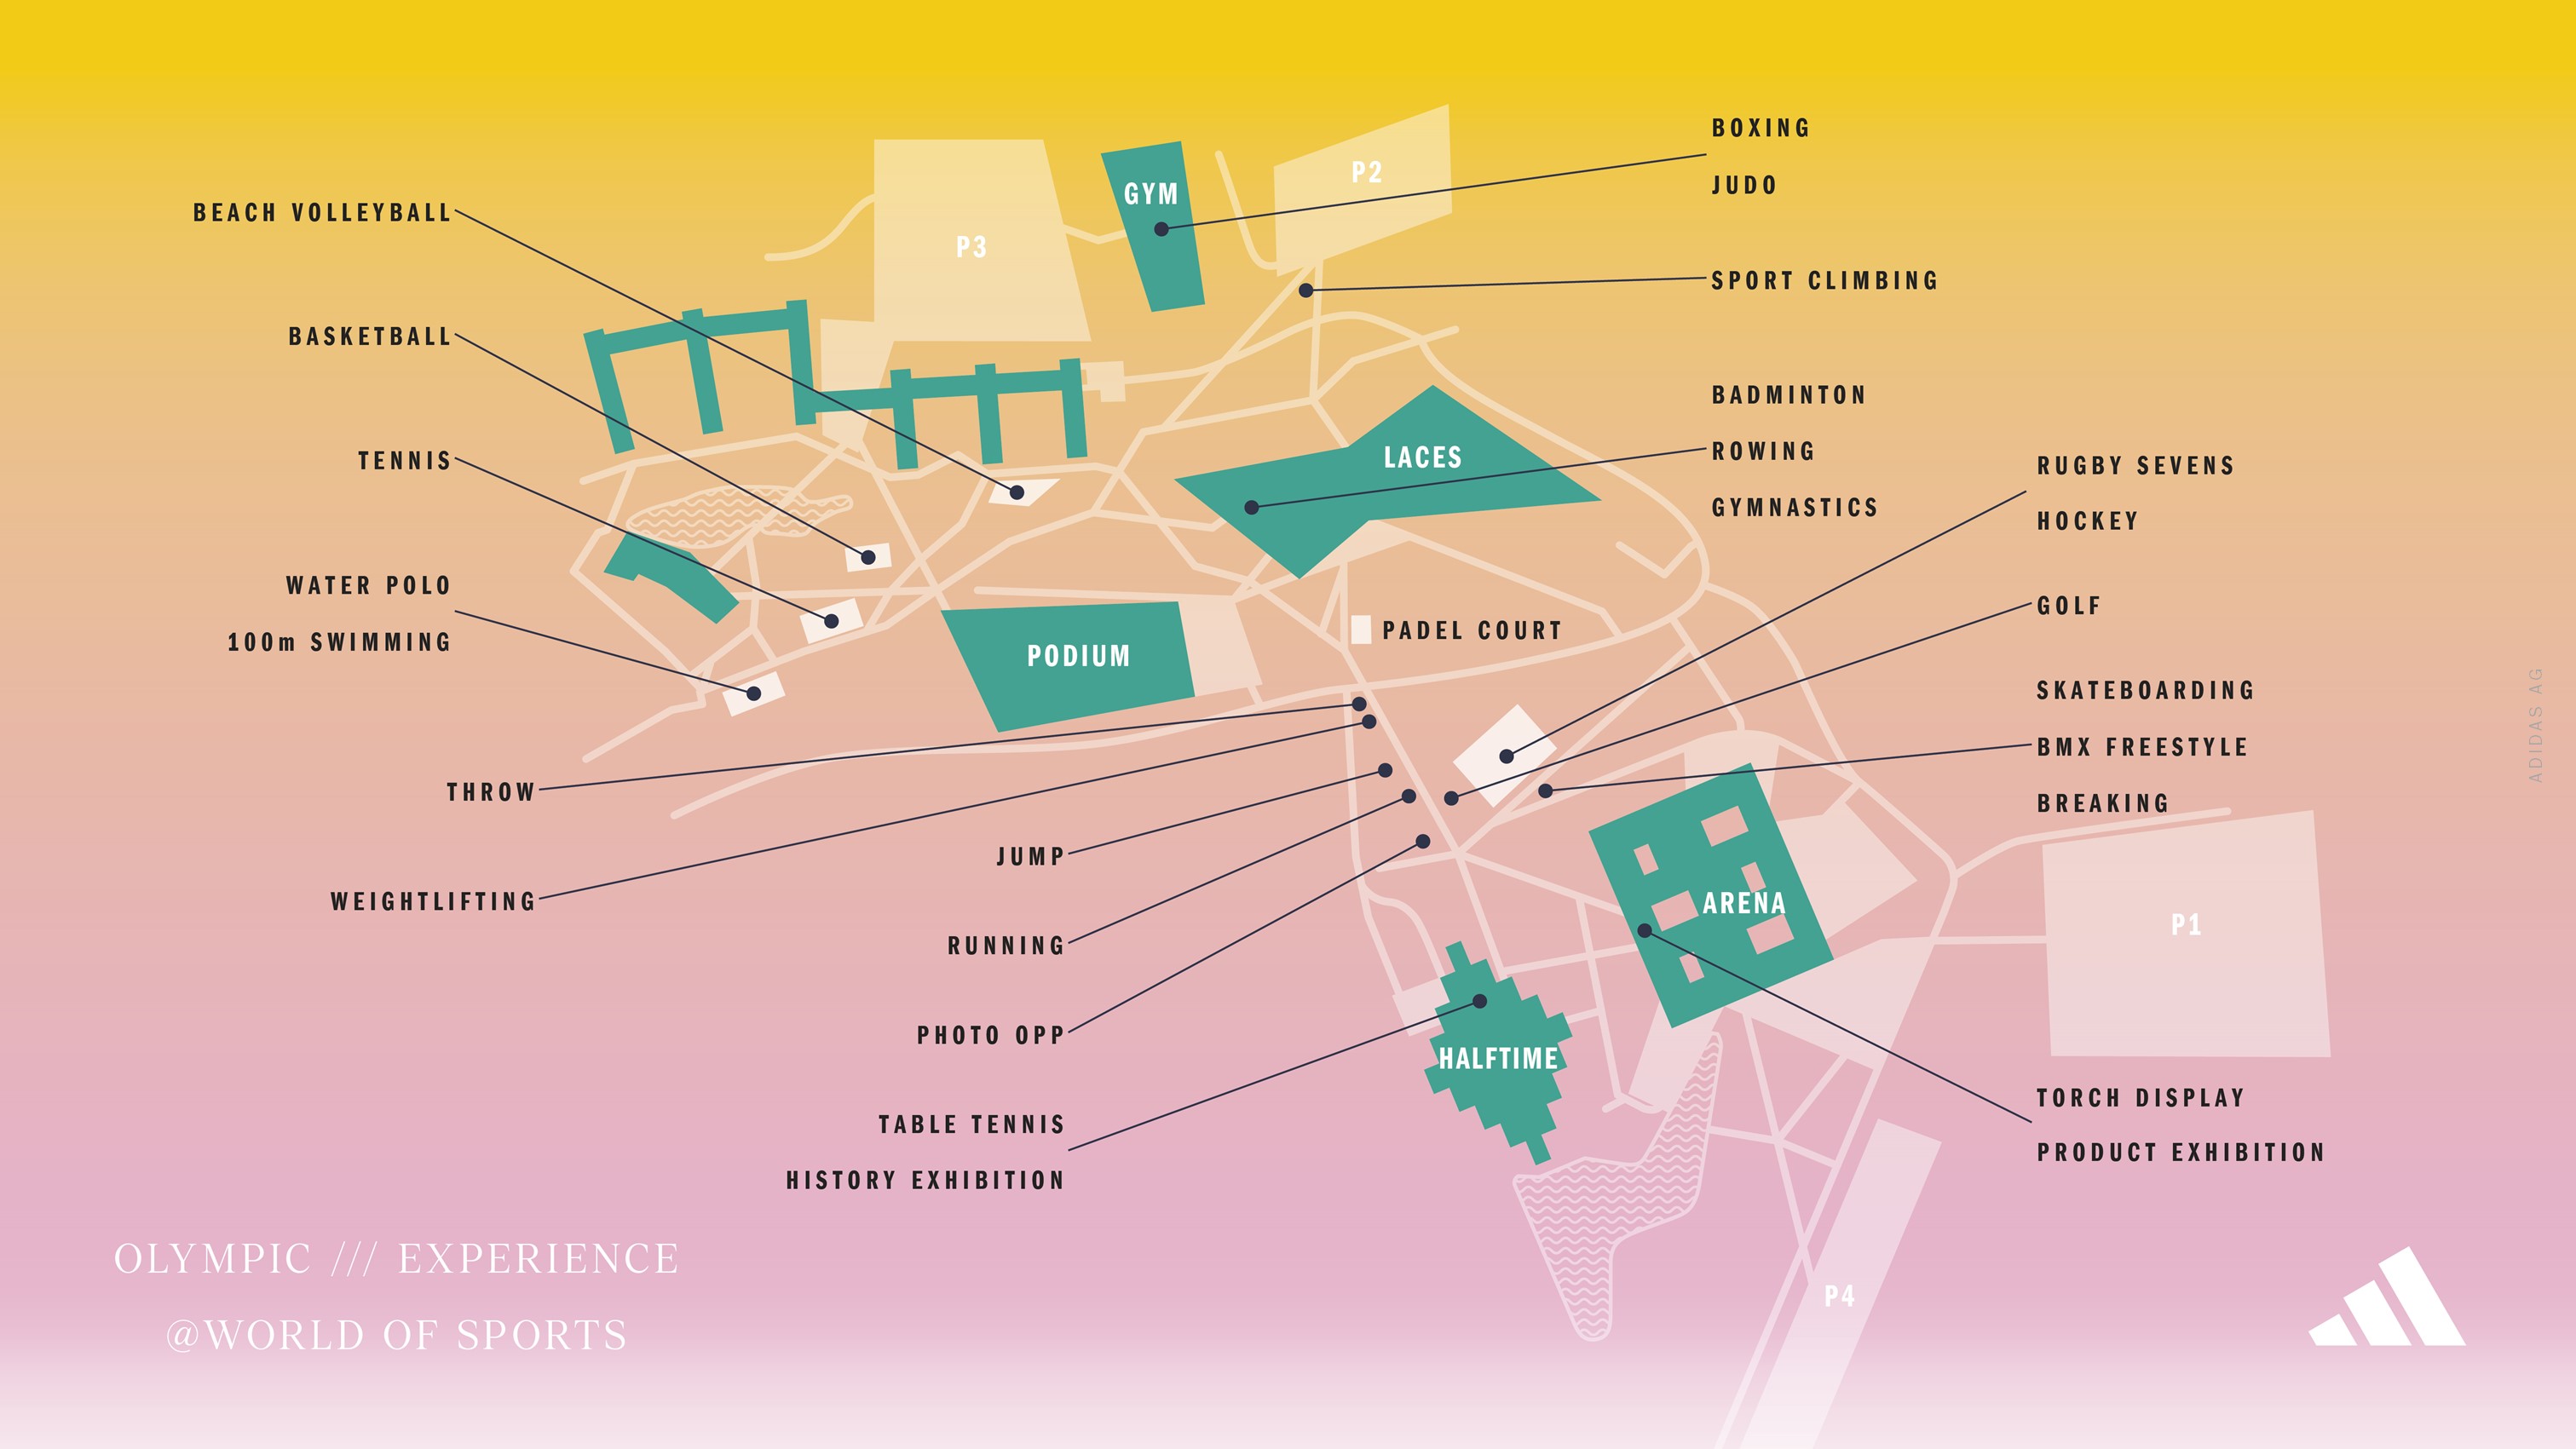 BOXING
JUDO
GYM
P2
P3
BEACH VOLLEYBALL
SPORT CLIMBING
BASKETBALL
BADMINTON
ROWING
GYMNASTICS
LACES
TENNIS
RUGBY SEVENS
HOCKEY
WATER POLO
100m SWIMMING
GOLF
PADEL COURT
PODIUM
SKATEBOARDING
BMX FREESTYLE
BREAKING
ADIDAS AG
THROW
WEIGHTLIFTING
JUMP
RUNNING
PHOTO OPP
ARENA
P1
HALFTIME
TABLE TENNIS
HISTORY EXHIBITION
TORCH DISPLAY
PRODUCT EXHIBITION
P4
OLYMPIC /// EXPERIENCE
@WORLD OF SPORTS